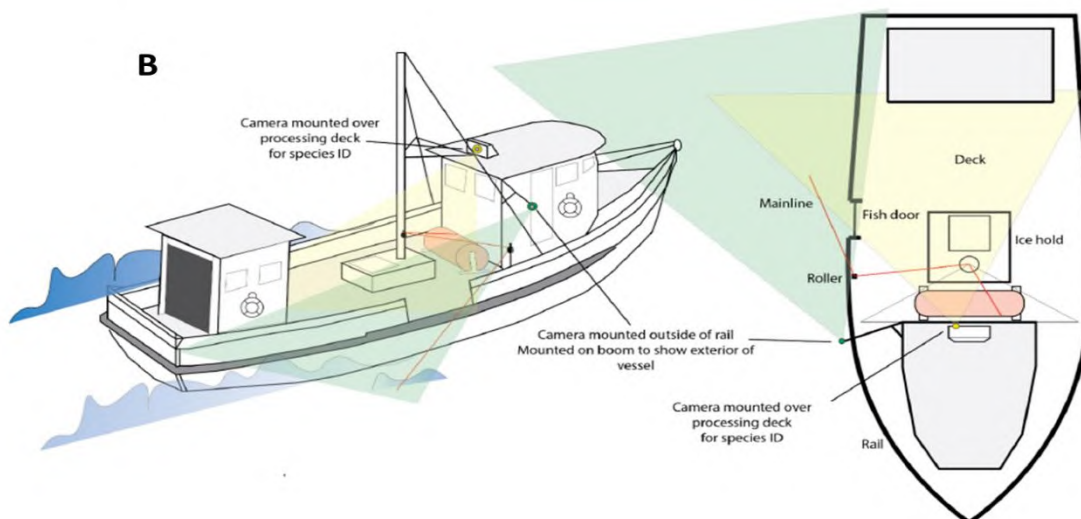 B
Camera mounted over
processing deck
for species ID
Deck
Mainline
Fish door
Ice hold
Roller
Camera mounted outside of rail
Mounted on boom to show exterior of
vessel
Camera mounted over
processing deck
for species ID
Rail